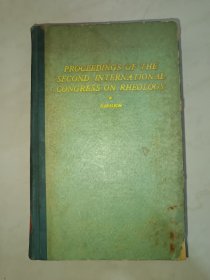 PROCEEDINGS OF THE
SECOND INTERNATIONAL
CONGRESS ON RHEOLOGY